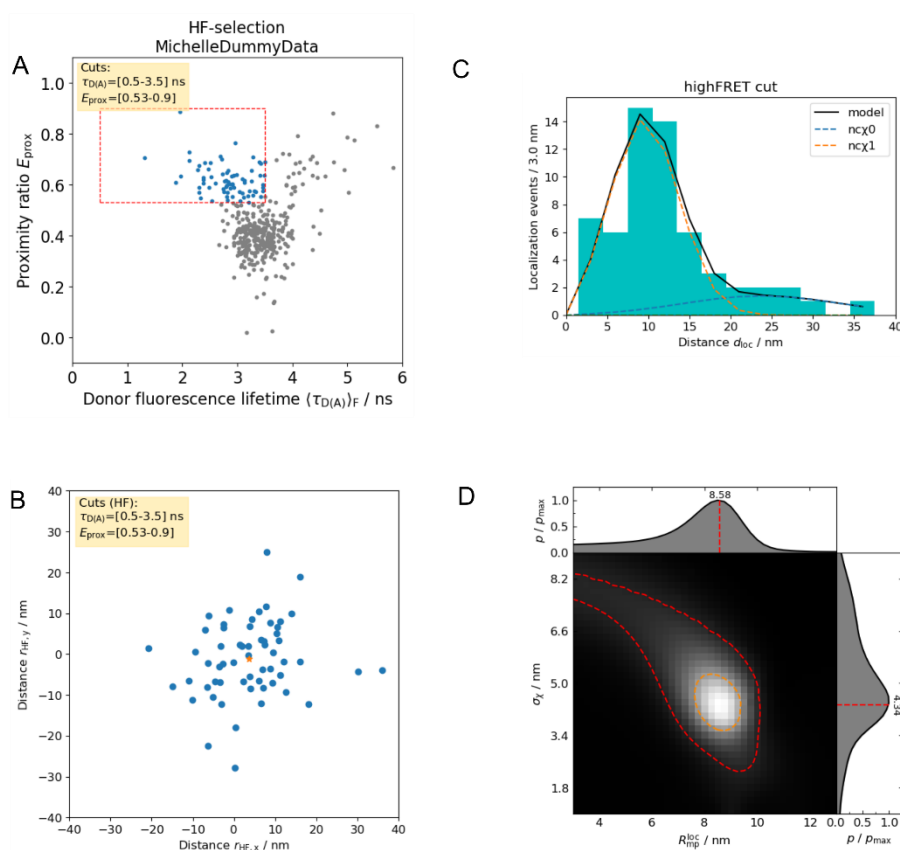 A
HF-selection
MichelleDummyData
Cuts:
τD(A)=[0.5-3.5] ns
Eprox=[0.53-0.9]
Proximity ratio Eprox
1.0
0.8
0.6
0.4
0.2
0.0
0 1 2 3 4 5 6
Donor fluorescence lifetime ⟨τD(A)⟩F / ns
C
highFRET cut
model
ncχ0
ncχ1
Localization events / 3.0 nm
14
12
10
8
6
4
2
0
0 5 10 15 20 25 30 35 40
Distance dloc / nm
B
Cuts (HF):
τD(A)=[0.5-3.5] ns
Eprox=[0.53-0.9]
Distance rHF,y / nm
40
30
20
10
0
−10
−20
−30
−40
−40 −30 −20 −10 0 10 20 30 40
Distance rHF,x / nm
D
8.58
p / pmax
1.0
0.5
0.0
σχ / nm
8.2
6.6
5.0
3.4
1.8
4.34
4 6 8 10 12
Rmploc / nm
0.0 0.5 1.0
p / pmax